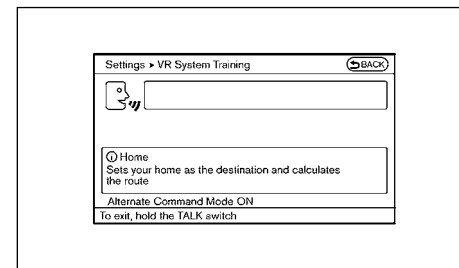 Settings ▸ VR System Training
BACK
Home
Sets your home as the destination and calculates
the route
Alternate Command Mode ON
To exit, hold the TALK switch